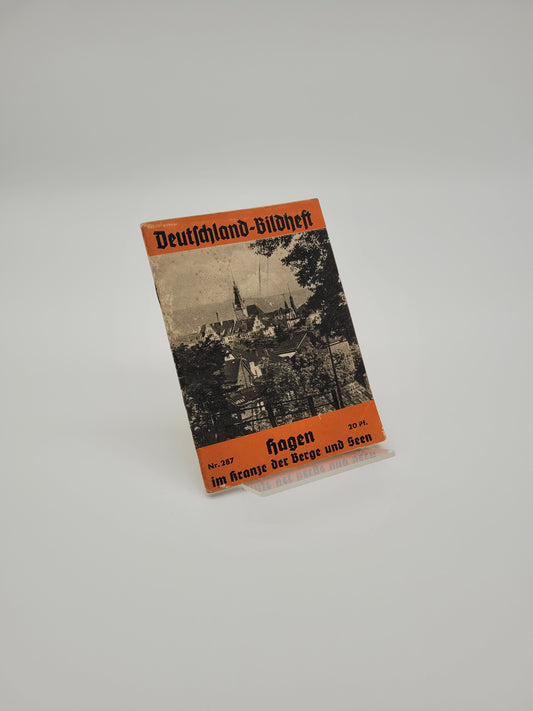 Deutſchland-Bildheft
Nr. 287
Hagen
20 Pf.
im Kranze der Berge und Seen